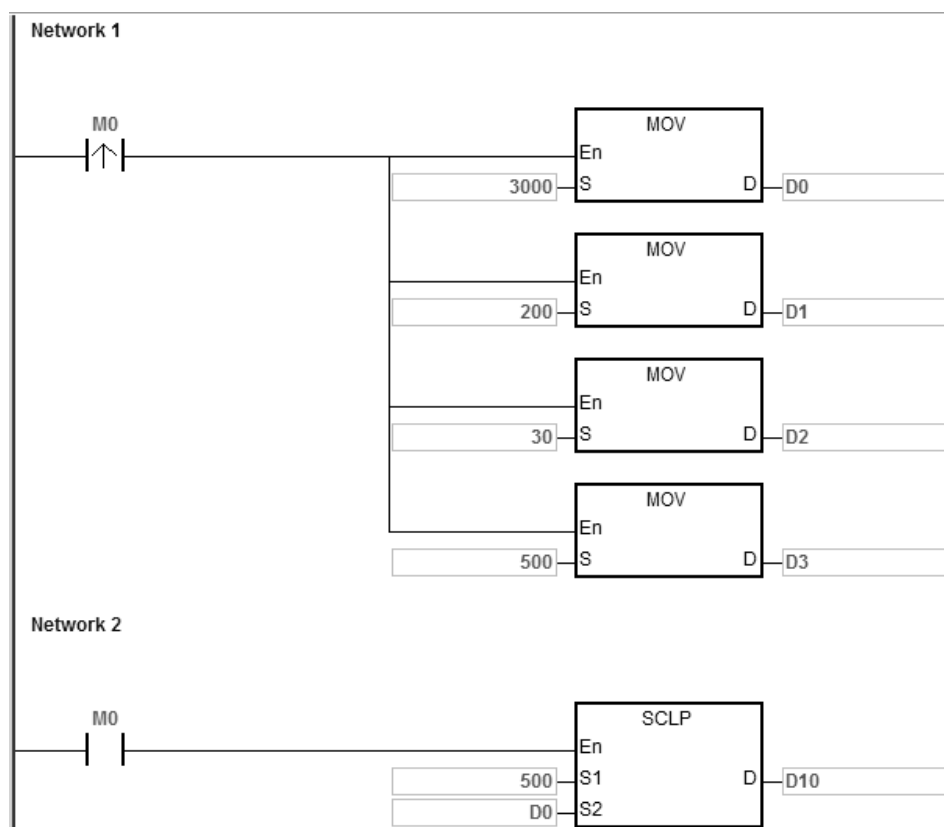 Network 1
M0
MOV
En
3000 S D D0
MOV
En
200 S D D1
MOV
En
30 S D D2
MOV
En
500 S D D3
Network 2
M0
SCLP
En
500 S1 D D10
D0 S2